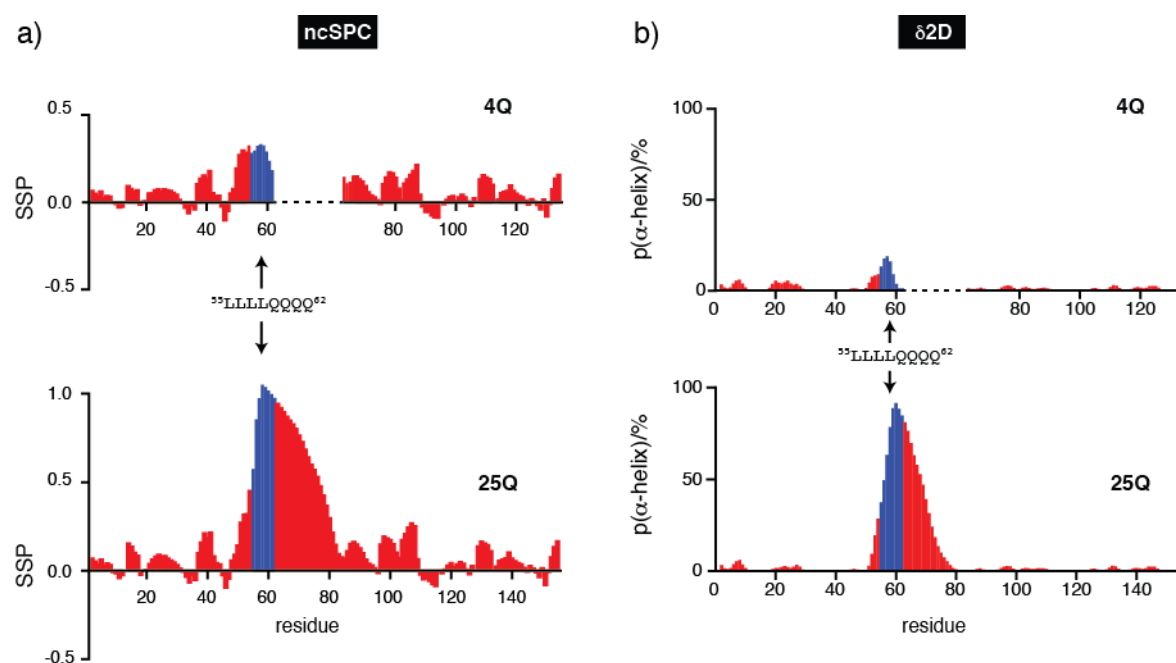 a)
ncSPC
0.5
4Q
SSP
0.0
20 40 60 80 100 120
-0.5
⁵⁵LLLLQQQQ⁶²
1.0
0.5
25Q
SSP
0.0
20 40 60 80 100 120 140
residue
-0.5
b)
δ2D
100
4Q
p(α-helix)/%
50
0
0 20 40 60 80 100 120
⁵⁵LLLLQQQQ⁶²
100
p(α-helix)/%
50
25Q
0
0 20 40 60 80 100 120 140
residue